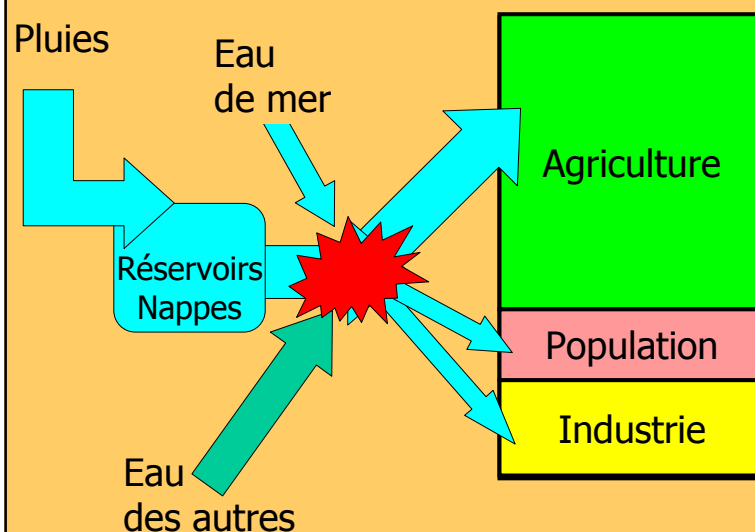 Pluies
Eau
de mer
Agriculture
Réservoirs
Nappes
Population
Industrie
Eau
des autres